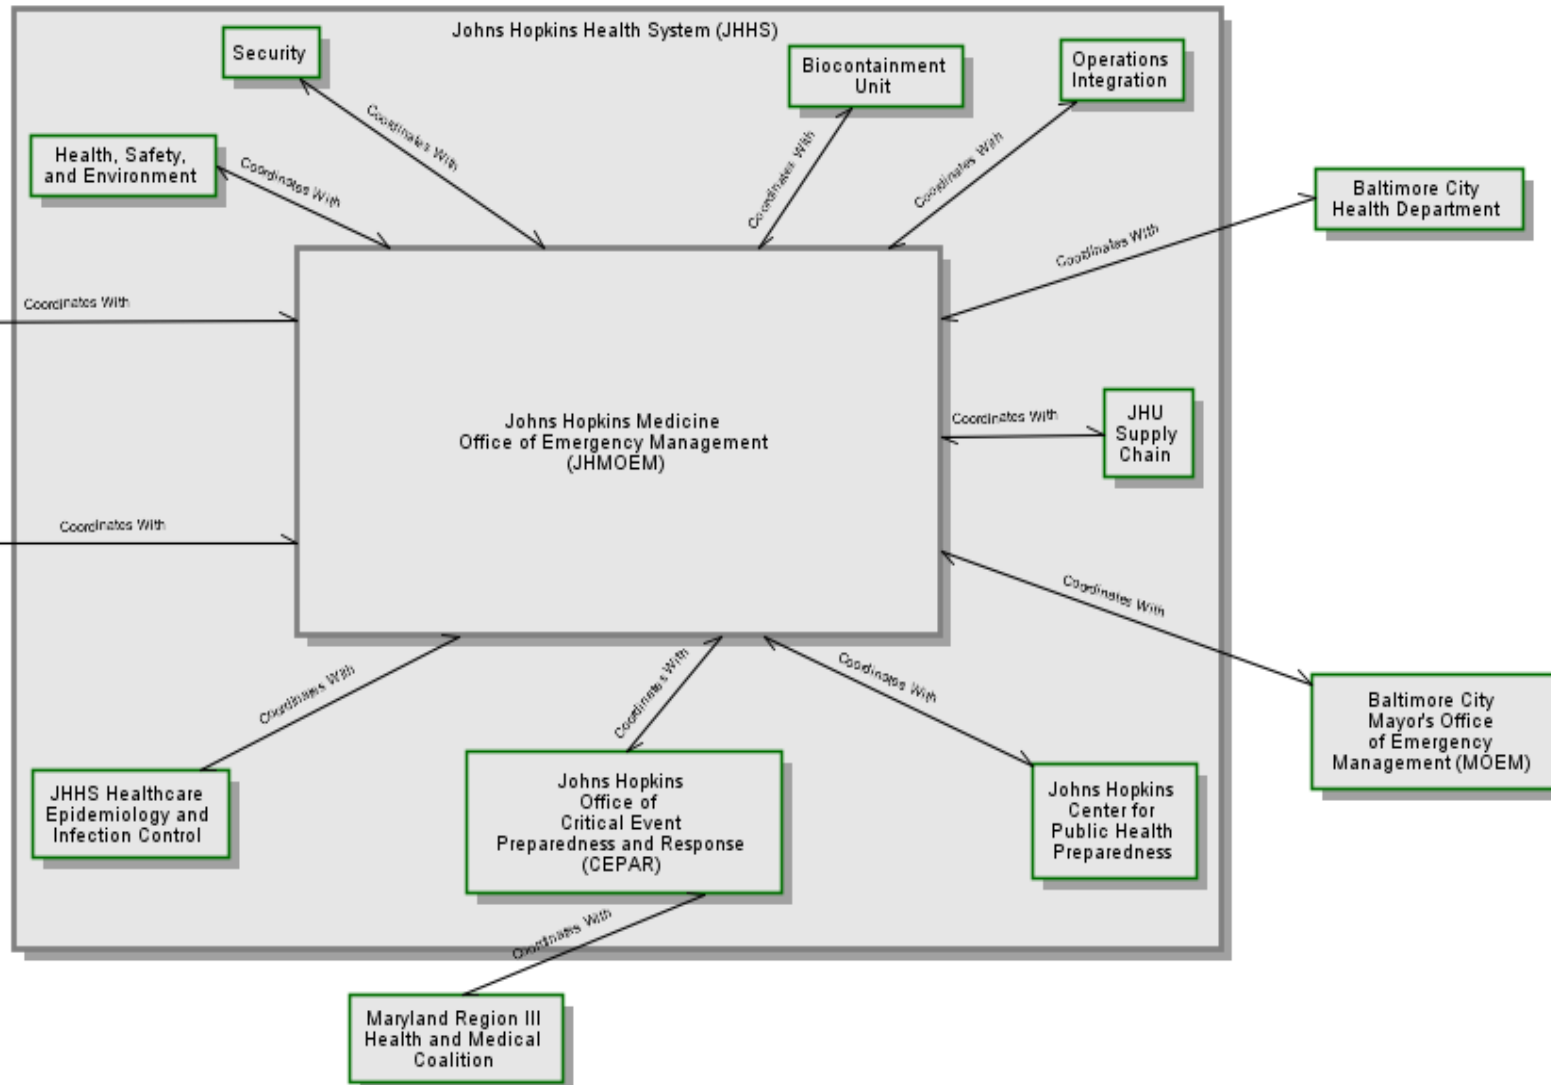 Johns Hopkins Health System (JHHS)
Security
Biocontainment
Unit
Operations
Integration
Coordinates With
Coordinates With
Coordinates With
Health, Safety,
and Environment
Coordinates With
Baltimore City
Health Department
Coordinates With
Coordinates With
Johns Hopkins Medicine
Office of Emergency Management
(JHMOEM)
Coordinates With
JHU
Supply
Chain
Coordinates With
Coordinates With
Coordinates With
Coordinates With
Coordinates With
JHHS Healthcare
Epidemiology and
Infection Control
Johns Hopkins
Office of
Critical Event
Preparedness and Response
(CEPAR)
Johns Hopkins
Center for
Public Health
Preparedness
Baltimore City
Mayor's Office
of Emergency
Management (MOEM)
Coordinates With
Maryland Region III
Health and Medical
Coalition